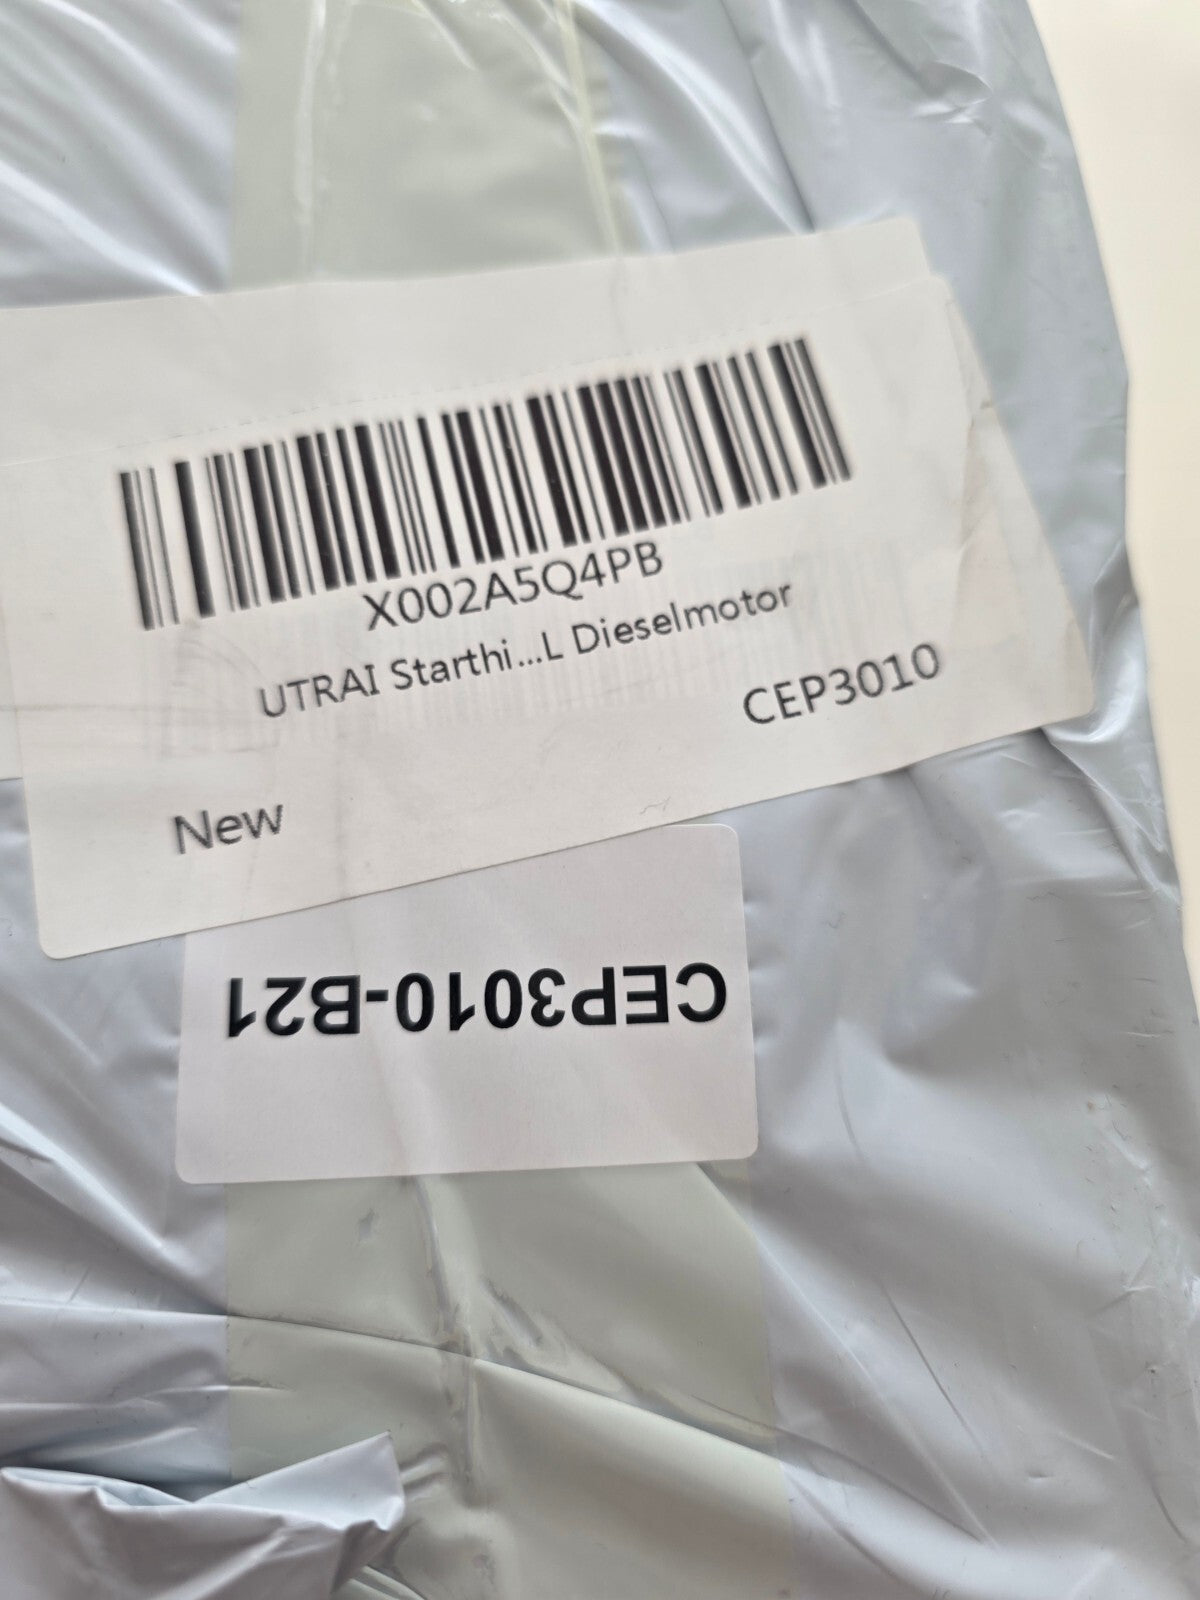 X002A5Q4PB
UTRAI Starthi...L Dieselmotor
CEP3010
New
CEP3010-B21